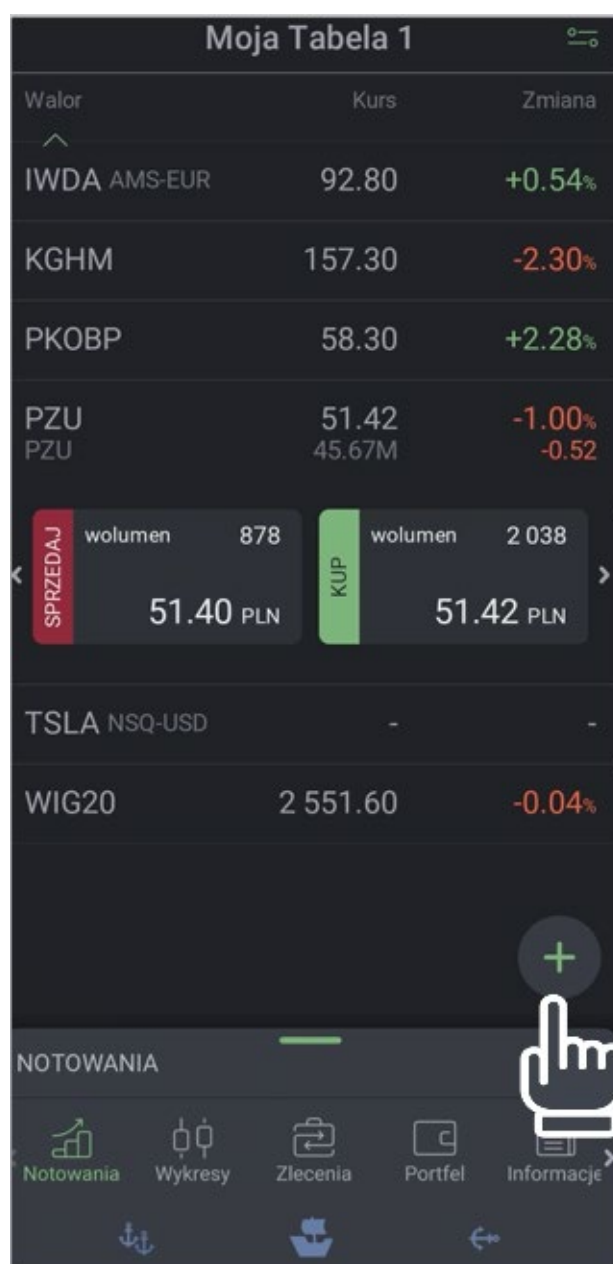 Moja Tabela 1
Walor Kurs Zmiana
IWDA AMS-EUR 92.80 +0.54%
KGHM 157.30 -2.30%
PKOBP 58.30 +2.28%
PZU 51.42 -1.00%
PZU 45.67M -0.52
SPRZEDAJ wolumen 878 KUP wolumen 2 038
51.40 PLN 51.42 PLN
TSLA NSQ-USD - -
WIG20 2 551.60 -0.04%
+
NOTOWANIA
Notowania Wykresy Zlecenia Portfel Informacje